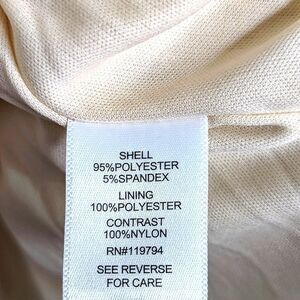 SHELL
95%POLYESTER
5%SPANDEX
LINING
100%POLYESTER
CONTRAST
100%NYLON
RN#119794
SEE REVERSE
FOR CARE